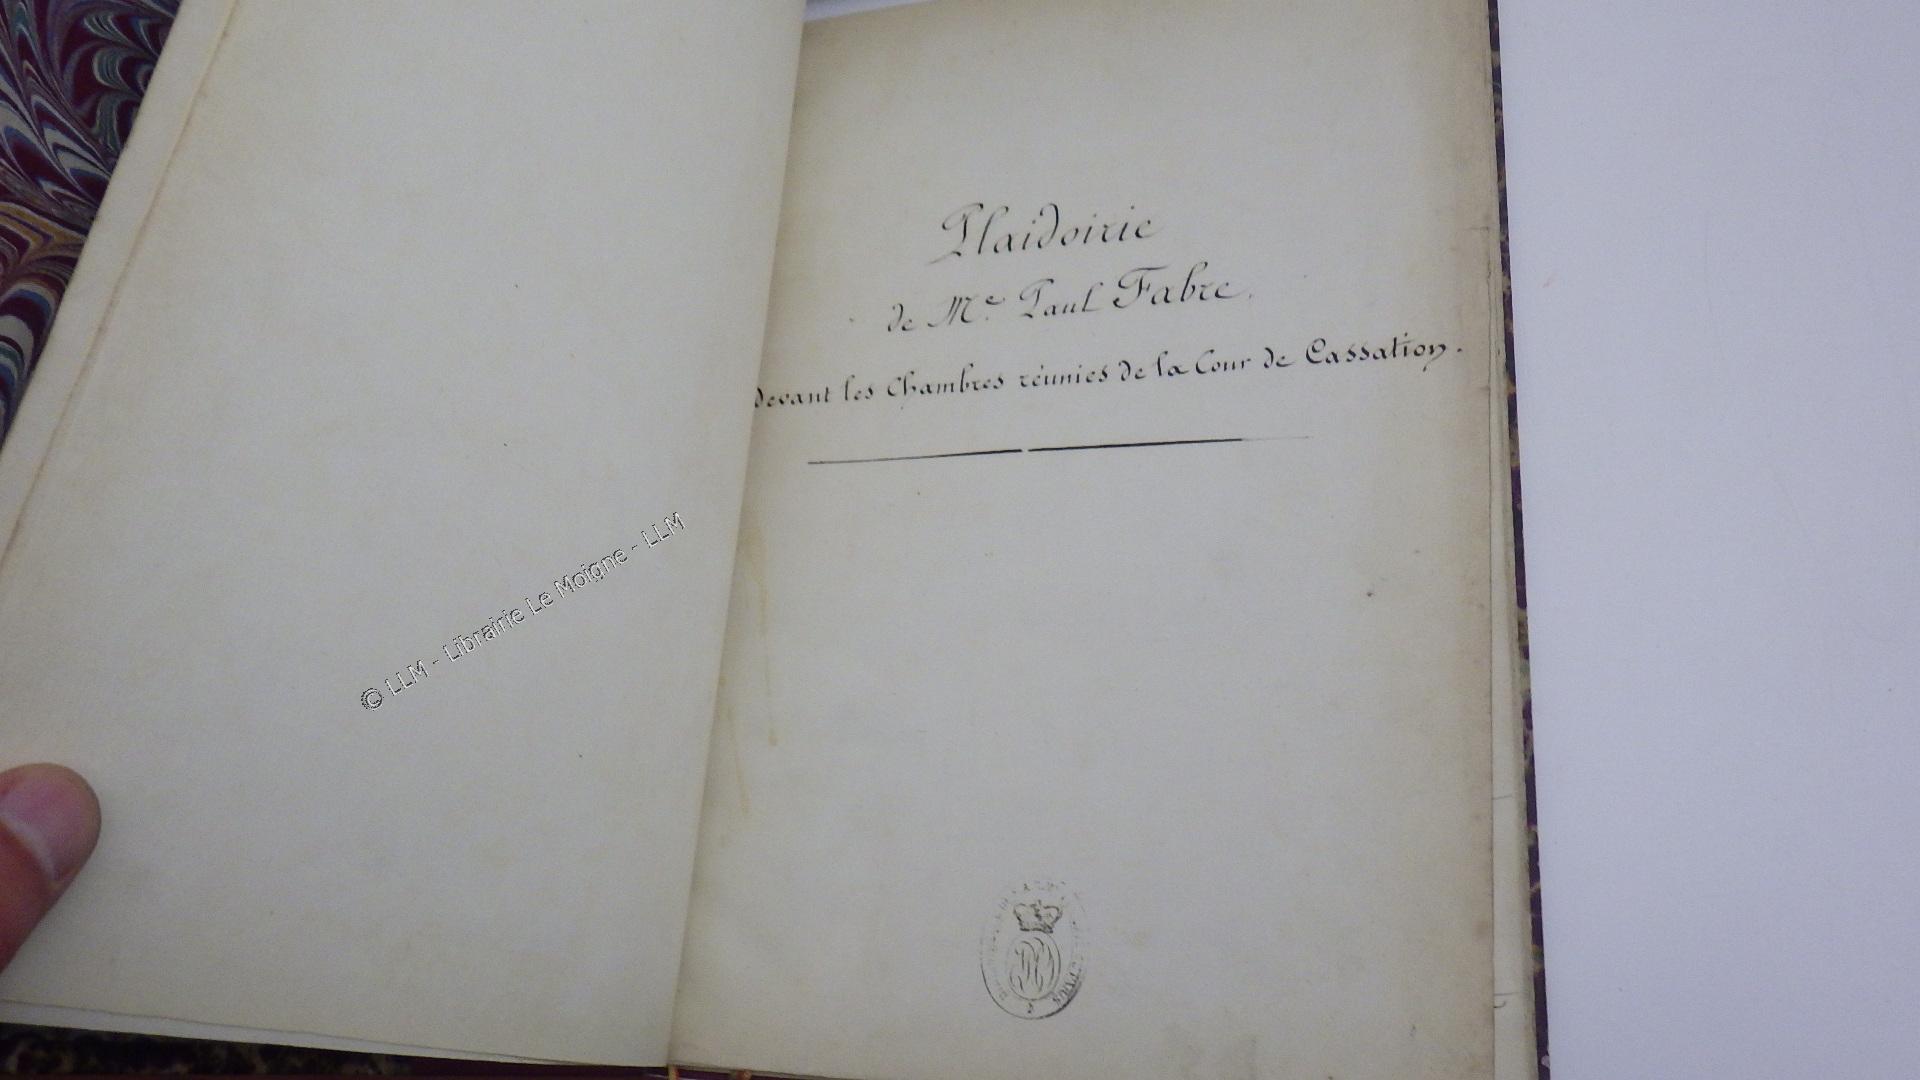 Plaidoirie
de Me. Paul Fabre.
devant les Chambres réunies de la Cour de Cassation.
© LLM - Librairie Le Moigne - LLM